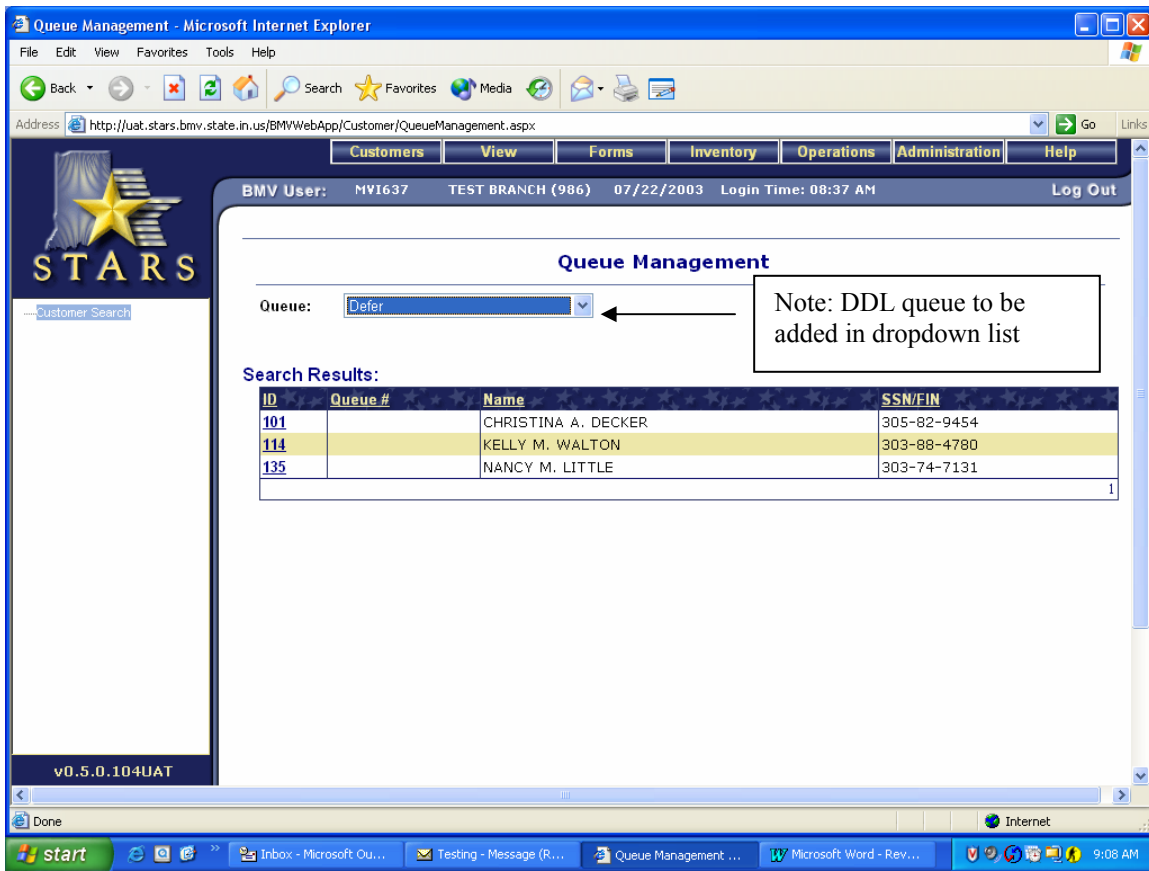 Queue Management - Microsoft Internet Explorer
File Edit View Favorites Tools Help
Back Search Favorites Media
Address http://uat.stars.bmv.state.in.us/BMVWebApp/Customer/QueueManagement.aspx Go Links
Customers View Forms Inventory Operations Administration Help
BMV User: MVI637 TEST BRANCH (986) 07/22/2003 Login Time: 08:37 AM Log Out
STARS
Customer Search
Queue Management
Queue: Defer
Note: DDL queue to be
added in dropdown list
Search Results:
ID Queue # Name SSN/FIN
101 CHRISTINA A. DECKER 305-82-9454
114 KELLY M. WALTON 303-88-4780
135 NANCY M. LITTLE 303-74-7131
1
v0.5.0.104UAT
Done Internet
start » Inbox - Microsoft Ou... Testing - Message (R... Queue Management ... Microsoft Word - Rev... 9:08 AM